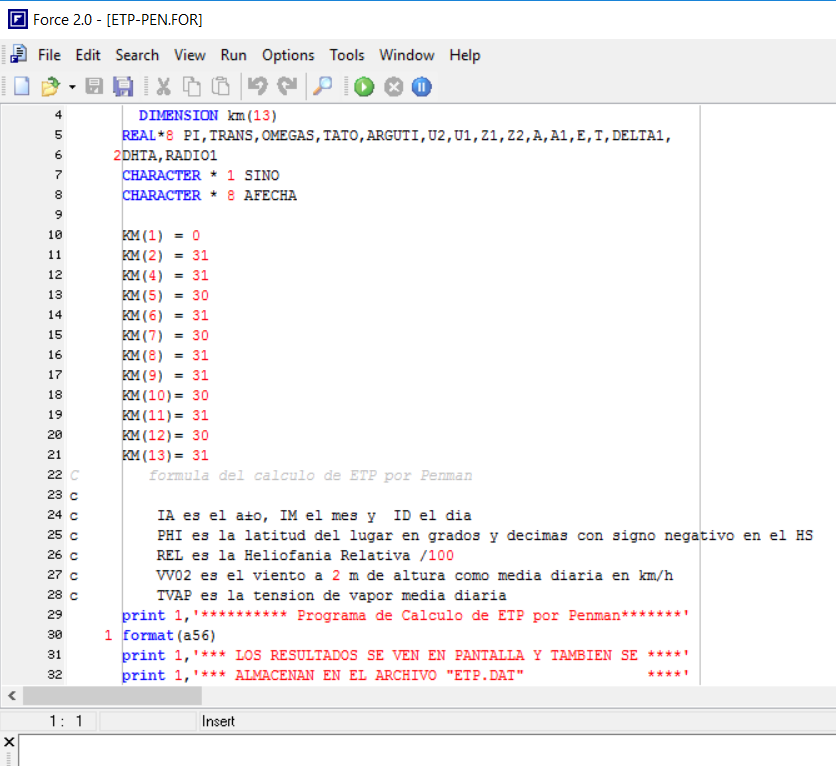 Force 2.0 - [ETP-PEN.FOR]
File Edit Search View Run Options Tools Window Help
4 DIMENSION km(13)
5 REAL*8 PI,TRANS,OMEGAS,TATO,ARGUTI,U2,U1,Z1,Z2,A,A1,E,T,DELTA1,
6 2DHTA,RADIO1
7 CHARACTER * 1 SINO
8 CHARACTER * 8 AFECHA
9
10 KM(1) = 0
11 KM(2) = 31
12 KM(4) = 31
13 KM(5) = 30
14 KM(6) = 31
15 KM(7) = 30
16 KM(8) = 31
17 KM(9) = 31
18 KM(10)= 30
19 KM(11)= 31
20 KM(12)= 30
21 KM(13)= 31
22 C formula del calculo de ETP por Penman
23 c
24 c IA es el a±o, IM el mes y ID el dia
25 c PHI es la latitud del lugar en grados y decimas con signo negativo en el HS
26 c REL es la Heliofania Relativa /100
27 c VV02 es el viento a 2 m de altura como media diaria en km/h
28 c TVAP es la tension de vapor media diaria
29 print 1,'********** Programa de Calculo de ETP por Penman*******'
30 1 format(a56)
31 print 1,'*** LOS RESULTADOS SE VEN EN PANTALLA Y TAMBIEN SE ****'
32 print 1,'*** ALMACENAN EN EL ARCHIVO "ETP.DAT" ****'
1: 1 Insert